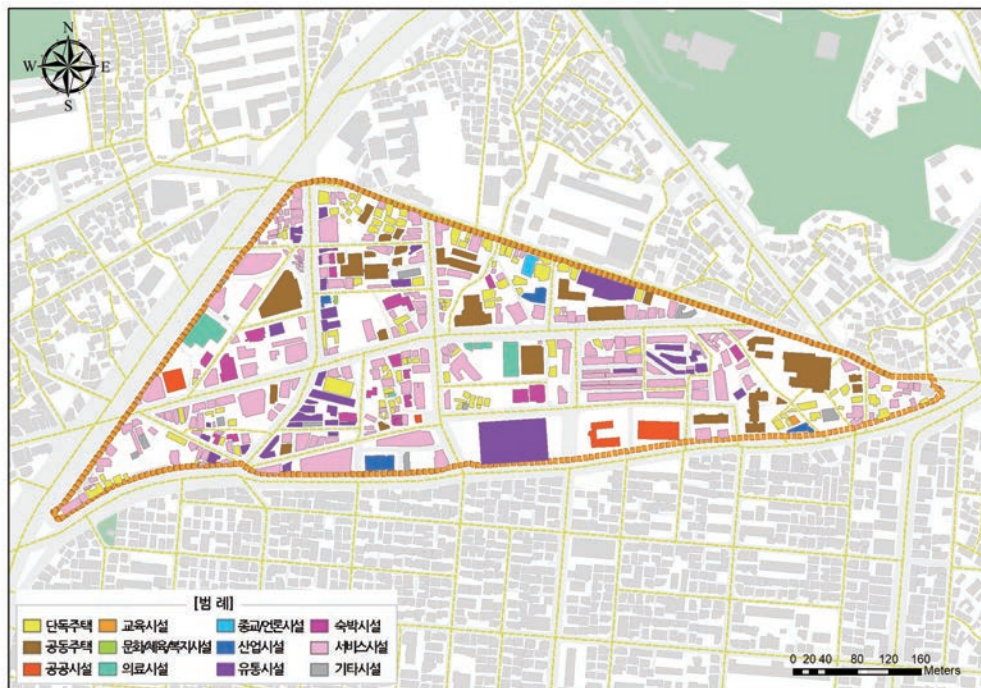 N
W E
S
[범 례]
단독주택 교육시설 종교/언론시설 숙박시설
공동주택 문화/체육/복지시설 산업시설 서비스시설
공공시설 의료시설 유통시설 기타시설
0 20 40 80 120 160
Meters